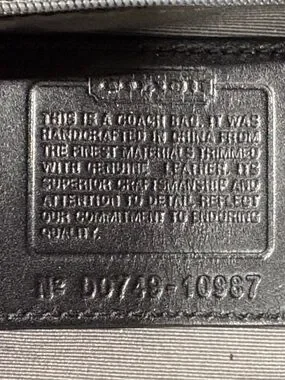 COACH
THIS IS A COACH BAG. IT WAS
HANDCRAFTED IN CHINA FROM
THE FINEST MATERIALS TRIMMED
WITH GENUINE LEATHER. ITS
SUPERIOR CRAFTSMANSHIP AND
ATTENTION TO DETAIL REFLECT
OUR COMMITMENT TO ENDURING
QUALITY.
Nº D0749-10987